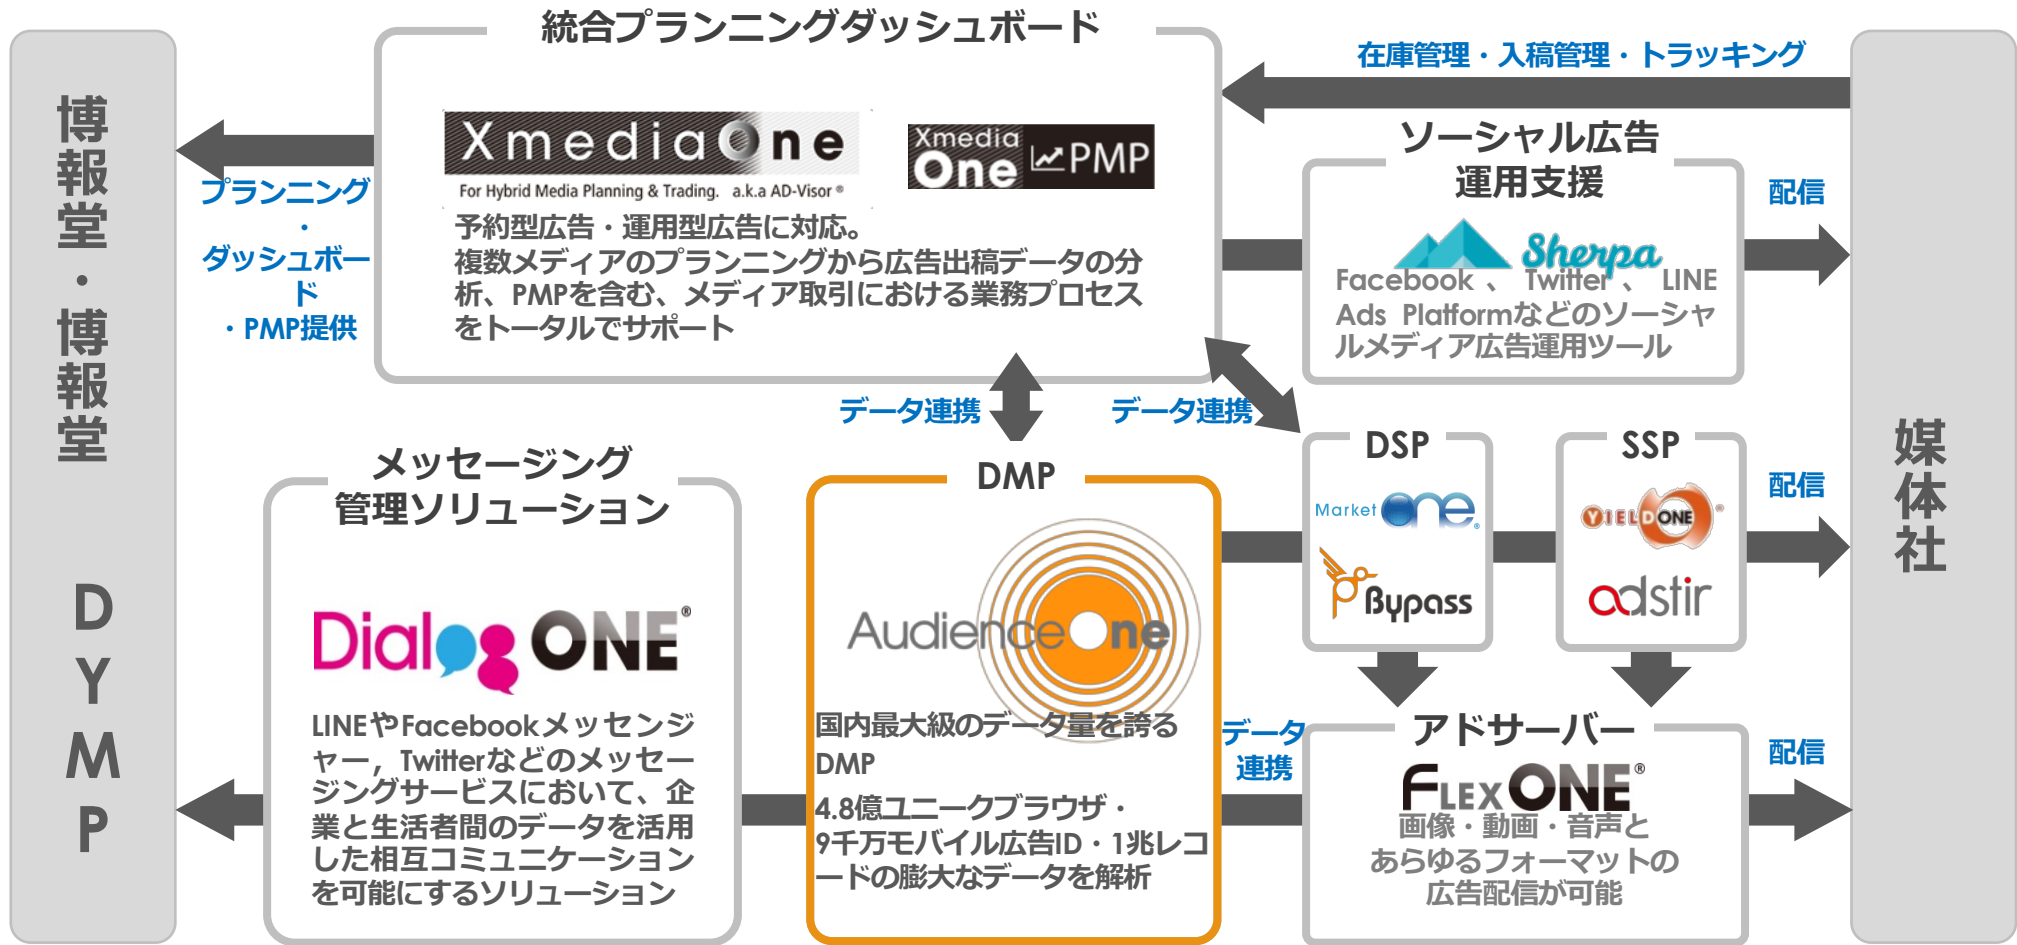 博報堂・博報堂
DYMP
統合プランニングダッシュボード
XmediaOne
For Hybrid Media Planning & Trading. a.k.a AD-Visor ®
Xmedia
One PMP
予約型広告・運用型広告に対応。
複数メディアのプランニングから広告出稿データの分
析、PMPを含む、メディア取引における業務プロセス
をトータルでサポート
プランニング
・
ダッシュボー
ド
・PMP提供
在庫管理・入稿管理・トラッキング
ソーシャル広告
運用支援
Sherpa
Facebook 、 Twitter 、 LINE
Ads Platformなどのソーシャ
ルメディア広告運用ツール
配信
データ連携
データ連携
メッセージング
管理ソリューション
Dialog ONE®
LINEやFacebookメッセンジ
ャー，Twitterなどのメッセー
ジングサービスにおいて、企
業と生活者間のデータを活用
した相互コミュニケーション
を可能にするソリューション
DMP
AudienceOne
国内最大級のデータ量を誇る
DMP
4.8億ユニークブラウザ・
9千万モバイル広告ID・1兆レコ
ードの膨大なデータを解析
DSP
Market One®
Bypass
SSP
YIELD ONE®
adstir
配信
データ
連携
アドサーバー
FLEX ONE®
画像・動画・音声と
あらゆるフォーマットの
広告配信が可能
配信
媒体社